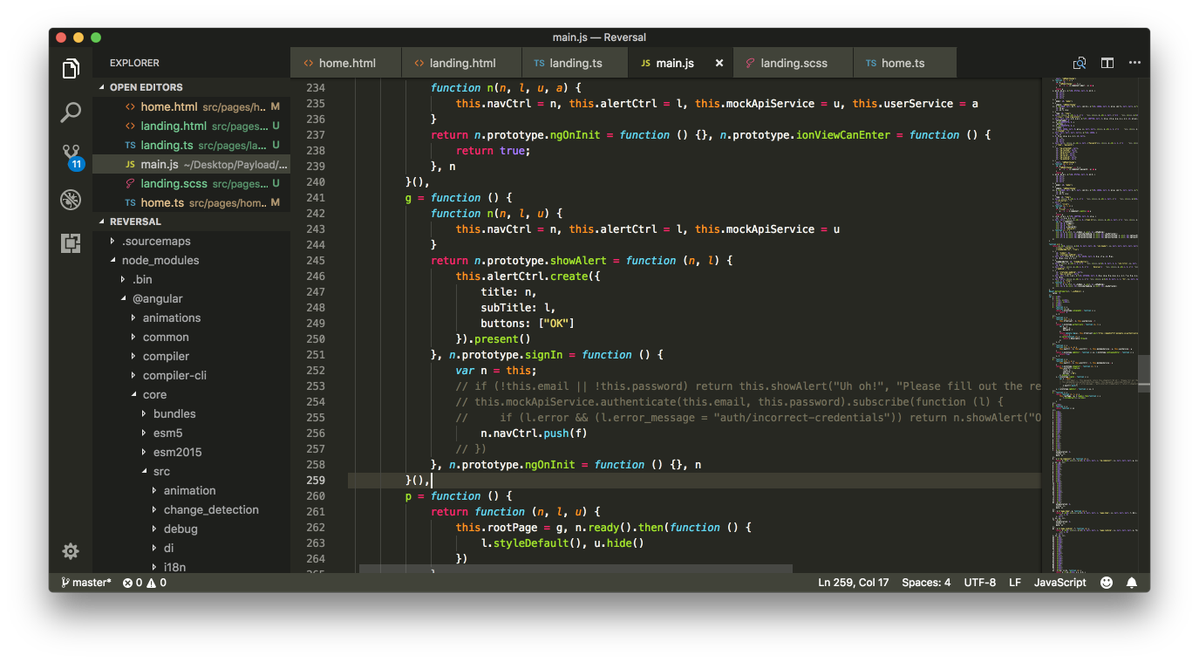 main.js — Reversal
EXPLORER
OPEN EDITORS
<> home.html src/pages/h... M
<> landing.html src/pages... U
TS landing.ts src/pages/la... U
JS main.js ~/Desktop/Payload/...
landing.scss src/pages... U
TS home.ts src/pages/hom... M
11
REVERSAL
.sourcemaps
node_modules
.bin
@angular
animations
common
compiler
compiler-cli
core
bundles
esm5
esm2015
src
animation
change_detection
debug
di
i18n
<> home.html
<> landing.html
TS landing.ts
JS main.js ×
landing.scss
TS home.ts
234 function n(n, l, u, a) {
235 this.navCtrl = n, this.alertCtrl = l, this.mockApiService = u, this.userService = a
236 }
237 return n.prototype.ngOnInit = function () {}, n.prototype.ionViewCanEnter = function () {
238 return true;
239 }, n
240 }(),
241 g = function () {
242 function n(n, l, u) {
243 this.navCtrl = n, this.alertCtrl = l, this.mockApiService = u
244 }
245 return n.prototype.showAlert = function (n, l) {
246 this.alertCtrl.create({
247 title: n,
248 subTitle: l,
249 buttons: ["OK"]
250 }).present()
251 }, n.prototype.signIn = function () {
252 var n = this;
253 // if (!this.email || !this.password) return this.showAlert("Uh oh!", "Please fill out the re
254 // this.mockApiService.authenticate(this.email, this.password).subscribe(function (l) {
255 // if (l.error && (l.error_message = "auth/incorrect-credentials")) return n.showAlert("O
256 n.navCtrl.push(f)
257 // })
258 }, n.prototype.ngOnInit = function () {}, n
259 }(),
260 p = function () {
261 return function (n, l, u) {
262 this.rootPage = g, n.ready().then(function () {
263 l.styleDefault(), u.hide()
264 })
265 }
master* 0 0
Ln 259, Col 17 Spaces: 4 UTF-8 LF JavaScript